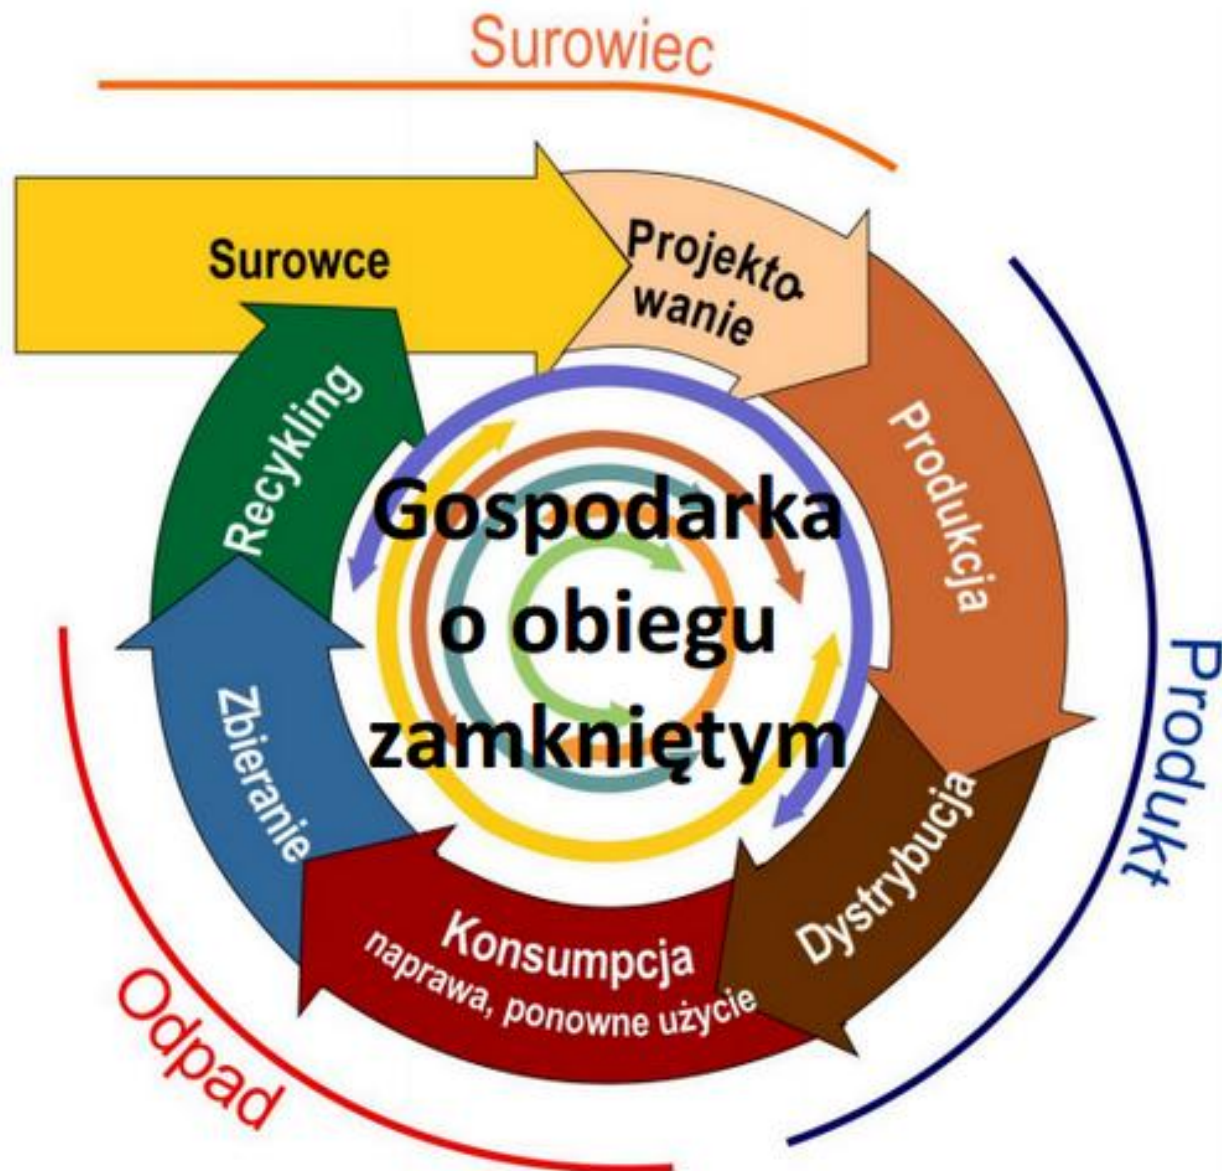 Surowiec
Surowce
Projekto-
wanie
Produkcja
Produkt
Dystrybucja
Konsumpcja
naprawa, ponowne użycie
Odpad
Zbieranie
Recykling
Gospodarka
o obiegu
zamkniętym